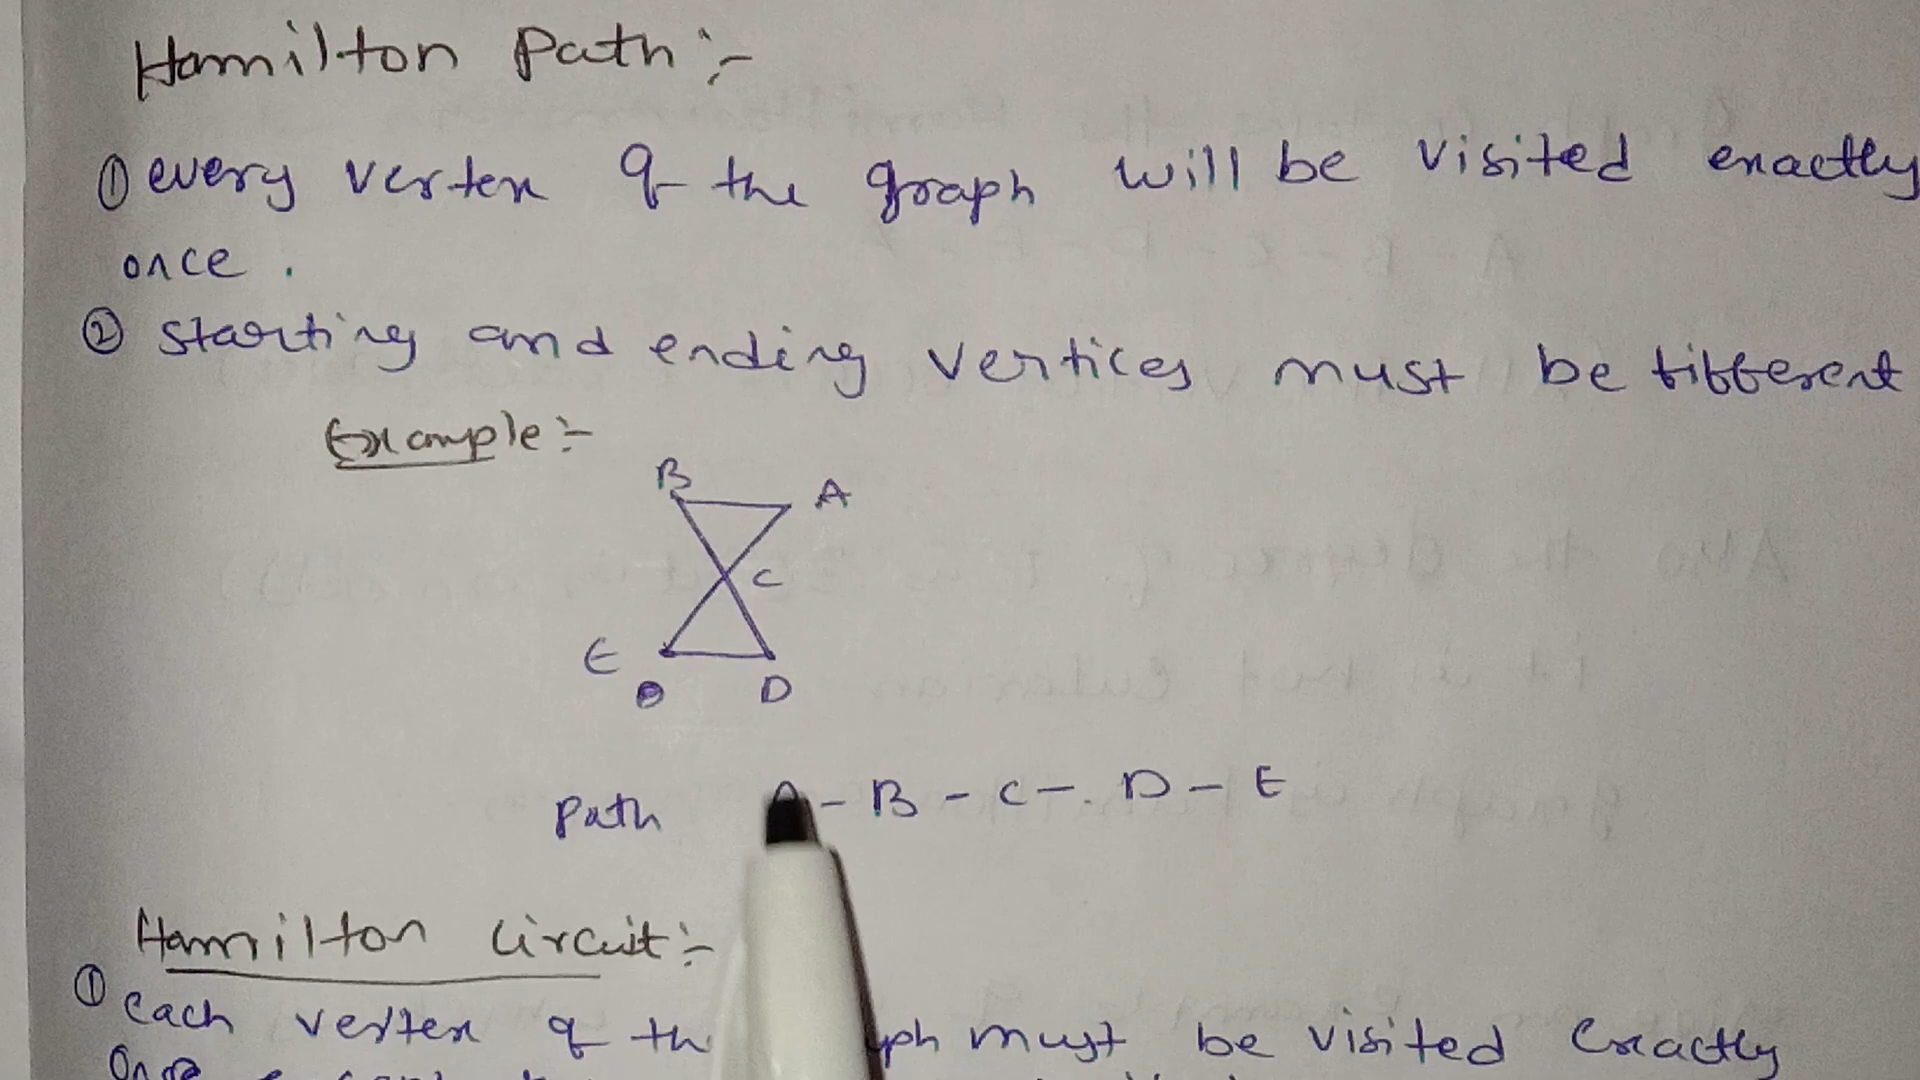 Hamilton Path :-
① every vertex of the graph will be visited exactly
once .
② starting and ending vertices must be different
Example :-
B A
C
E D
Path A - B - C - D - E
Hamilton Circuit :-
① each vertex of the must be visited exactly